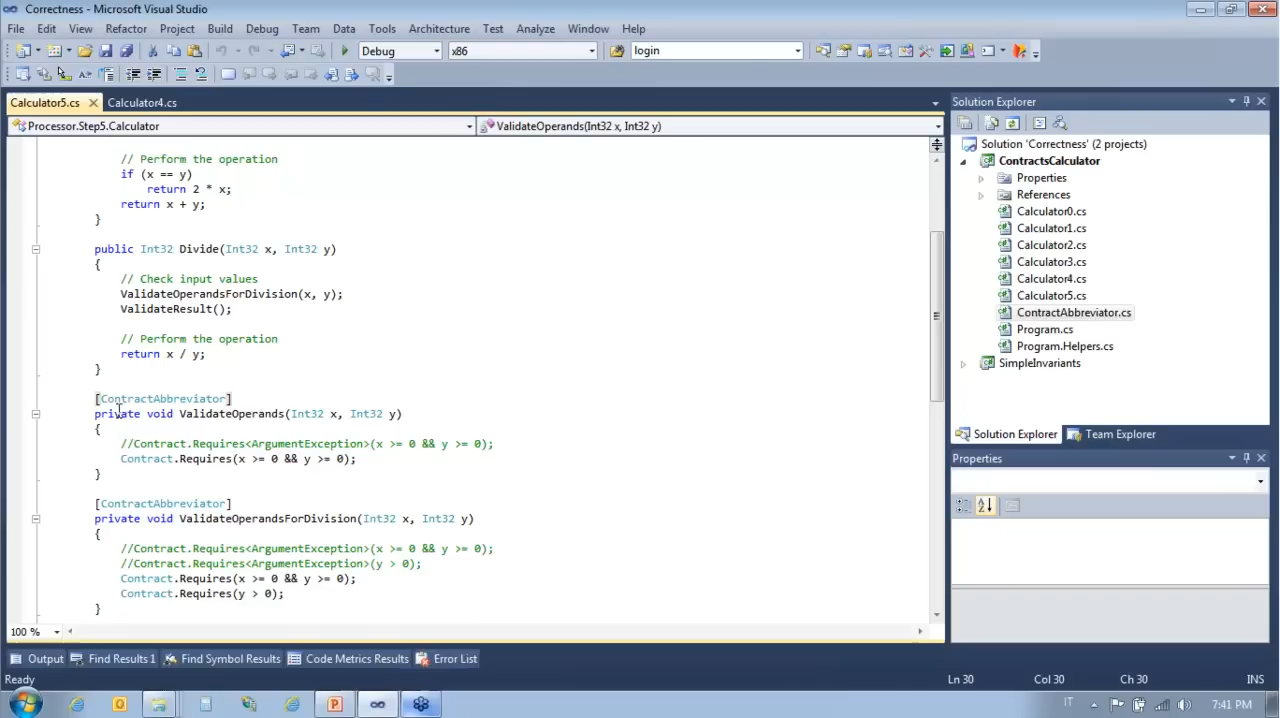 Correctness - Microsoft Visual Studio
File Edit View Refactor Project Build Debug Team Data Tools Architecture Test Analyze Window Help
Debug x86 login
Calculator5.cs Calculator4.cs
Processor.Step5.Calculator ValidateOperands(Int32 x, Int32 y)
// Perform the operation
if (x == y)
return 2 * x;
return x + y;
}
public Int32 Divide(Int32 x, Int32 y)
{
// Check input values
ValidateOperandsForDivision(x, y);
ValidateResult();
// Perform the operation
return x / y;
}
[ContractAbbreviator]
private void ValidateOperands(Int32 x, Int32 y)
{
//Contract.Requires<ArgumentException>(x >= 0 && y >= 0);
Contract.Requires(x >= 0 && y >= 0);
}
[ContractAbbreviator]
private void ValidateOperandsForDivision(Int32 x, Int32 y)
{
//Contract.Requires<ArgumentException>(x >= 0 && y >= 0);
//Contract.Requires<ArgumentException>(y > 0);
Contract.Requires(x >= 0 && y >= 0);
Contract.Requires(y > 0);
}
100 %
Solution Explorer
Solution 'Correctness' (2 projects)
ContractsCalculator
Properties
References
Calculator0.cs
Calculator1.cs
Calculator2.cs
Calculator3.cs
Calculator4.cs
Calculator5.cs
ContractAbbreviator.cs
Program.cs
Program.Helpers.cs
SimpleInvariants
Solution Explorer Team Explorer
Properties
Output Find Results 1 Find Symbol Results Code Metrics Results Error List
Ready Ln 30 Col 30 Ch 30 INS
IT 7:41 PM